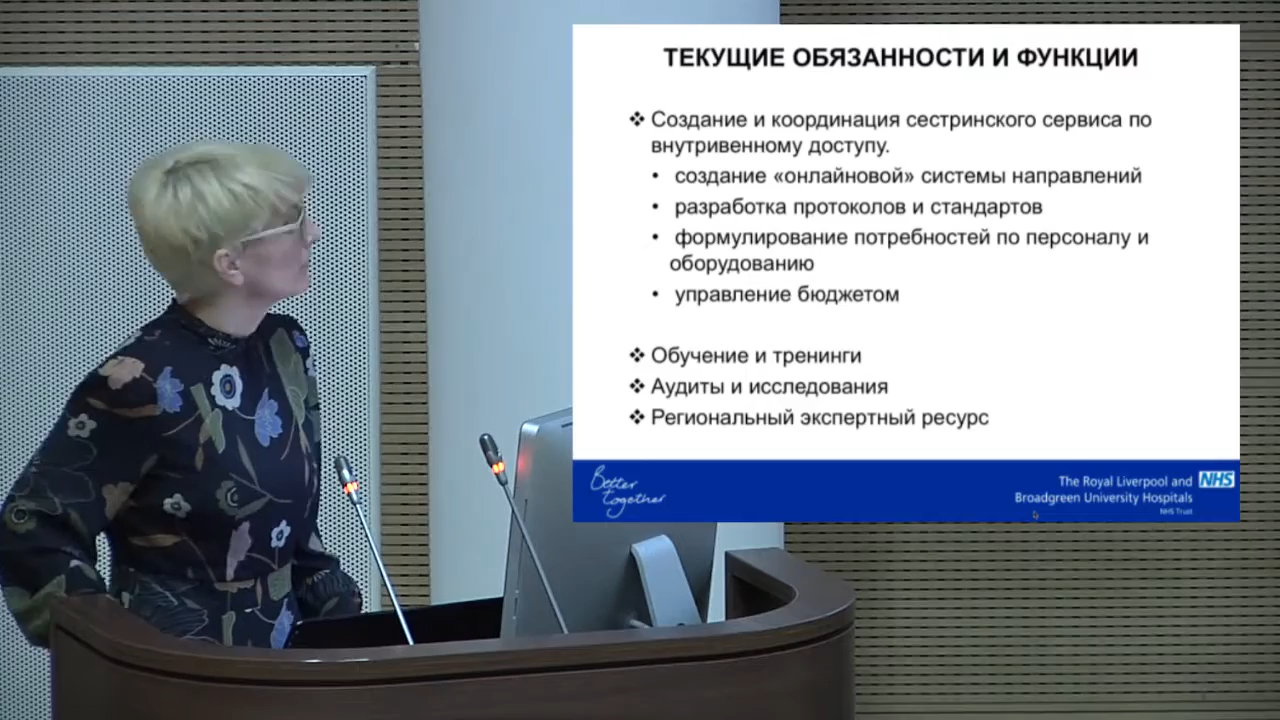 ТЕКУЩИЕ ОБЯЗАННОСТИ И ФУНКЦИИ
❖ Создание и координация сестринского сервиса по
внутривенному доступу.
• создание «онлайновой» системы направлений
• разработка протоколов и стандартов
• формулирование потребностей по персоналу и
оборудованию
• управление бюджетом
❖ Обучение и тренинги
❖ Аудиты и исследования
❖ Региональный экспертный ресурс
Better
together
The Royal Liverpool and NHS
Broadgreen University Hospitals
NHS Trust